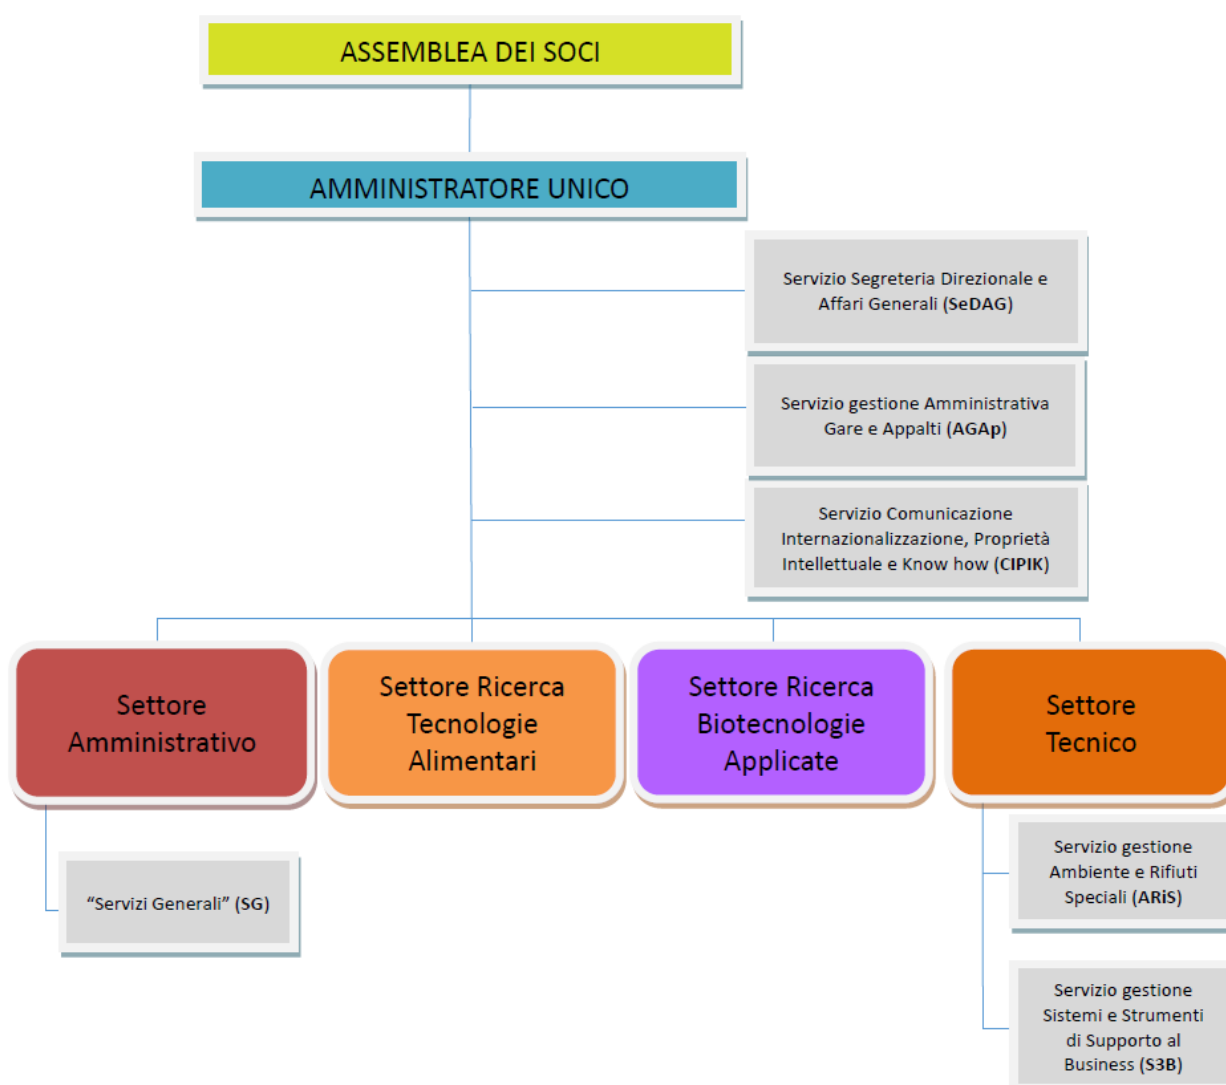 ASSEMBLEA DEI SOCI
AMMINISTRATORE UNICO
Servizio Segreteria Direzionale e
Affari Generali (SeDAG)
Servizio gestione Amministrativa
Gare e Appalti (AGAp)
Servizio Comunicazione
Internazionalizzazione, Proprietà
Intellettuale e Know how (CIPIK)
Settore
Amministrativo
Settore Ricerca
Tecnologie
Alimentari
Settore Ricerca
Biotecnologie
Applicate
Settore
Tecnico
“Servizi Generali” (SG)
Servizio gestione
Ambiente e Rifiuti
Speciali (ARiS)
Servizio gestione
Sistemi e Strumenti
di Supporto al
Business (S3B)